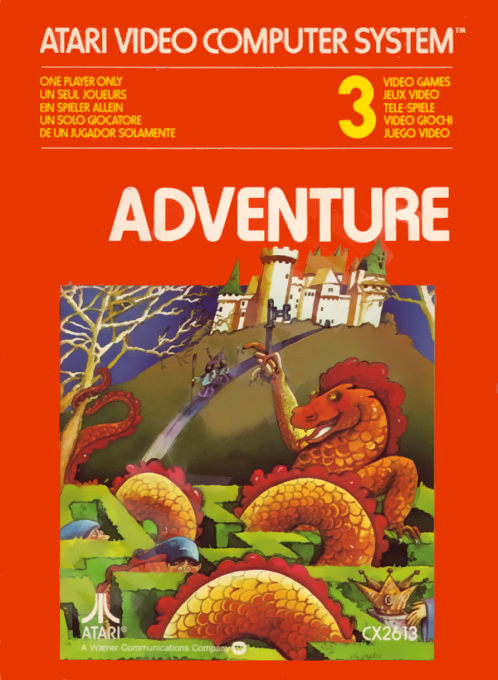 ATARI VIDEO COMPUTER SYSTEM™
ONE PLAYER ONLY
UN SEUL JOUEURS
EIN SPIELER ALLEIN
UN SOLO GIOCATORE
DE UN JUGADOR SOLAMENTE
3
VIDEO GAMES
JEUX VIDEO
TELE-SPIELE
VIDEO GIOCHI
JUEGO VIDEO
ADVENTURE
ATARI®
A Warner Communications Company
CX2613